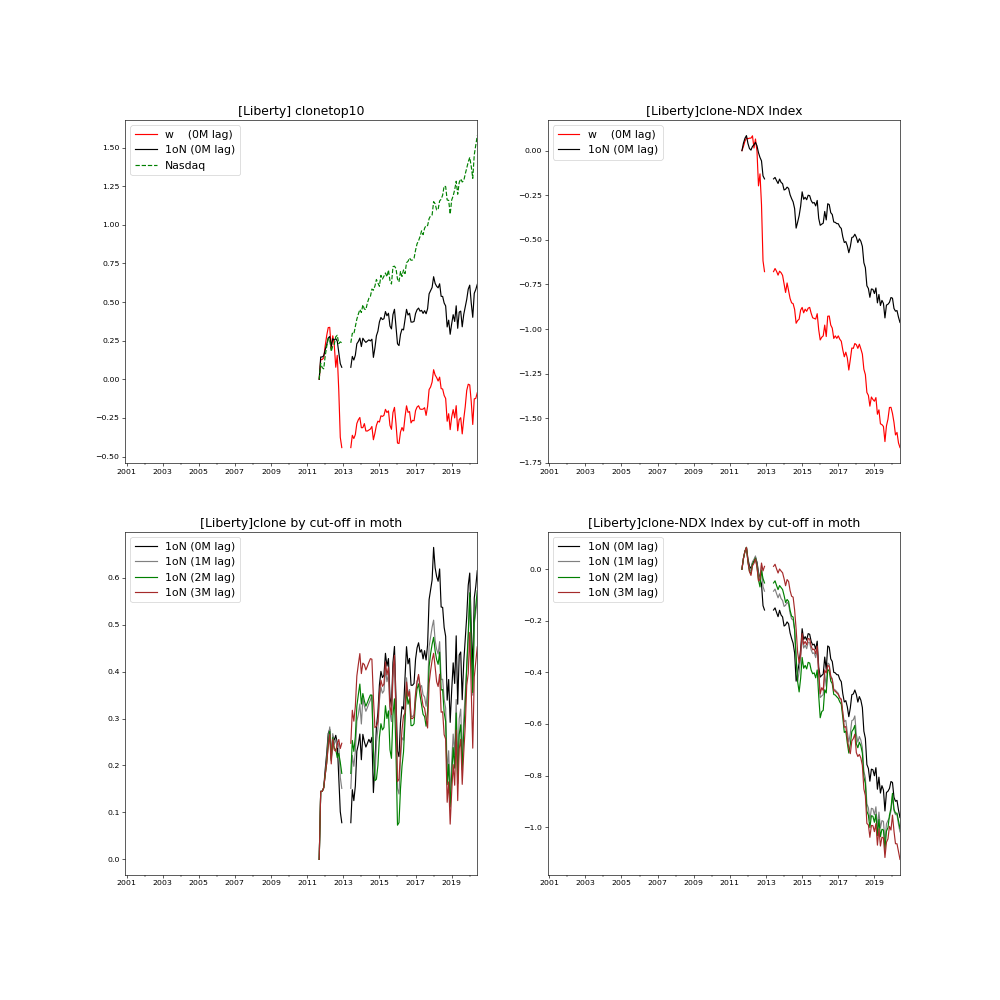 [Liberty] clonetop10
w (0M lag)
1oN (0M lag)
Nasdaq
1.50
1.25
1.00
0.75
0.50
0.25
0.00
−0.25
−0.50
2001 2003 2005 2007 2009 2011 2013 2015 2017 2019
[Liberty]clone-NDX Index
w (0M lag)
1oN (0M lag)
0.00
−0.25
−0.50
−0.75
−1.00
−1.25
−1.50
−1.75
2001 2003 2005 2007 2009 2011 2013 2015 2017 2019
[Liberty]clone by cut-off in moth
1oN (0M lag)
1oN (1M lag)
1oN (2M lag)
1oN (3M lag)
0.6
0.5
0.4
0.3
0.2
0.1
0.0
2001 2003 2005 2007 2009 2011 2013 2015 2017 2019
[Liberty]clone-NDX Index by cut-off in moth
1oN (0M lag)
1oN (1M lag)
1oN (2M lag)
1oN (3M lag)
0.0
−0.2
−0.4
−0.6
−0.8
−1.0
2001 2003 2005 2007 2009 2011 2013 2015 2017 2019